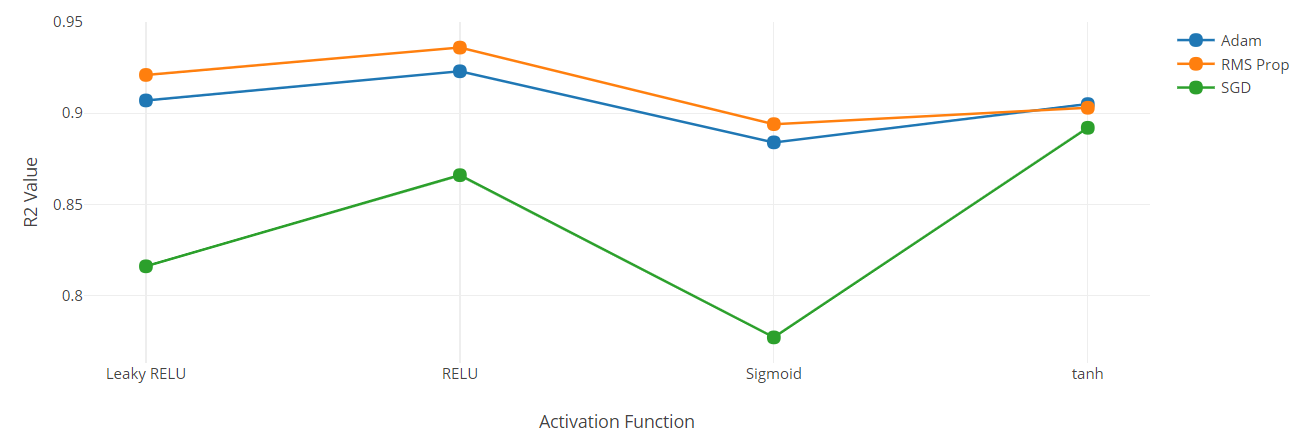 0.95
0.9
0.85
0.8
R2 Value
Leaky RELU
RELU
Sigmoid
tanh
Activation Function
Adam
RMS Prop
SGD